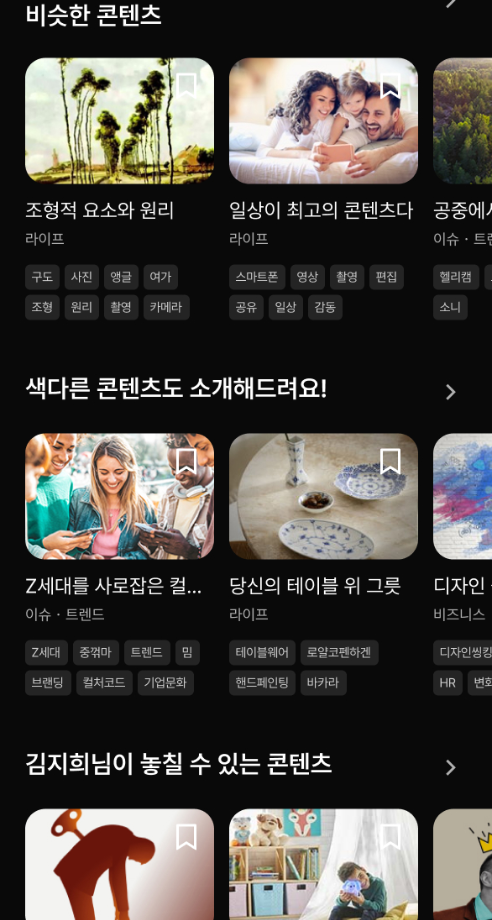 비슷한 콘텐츠
조형적 요소와 원리
라이프
구도 사진 앵글 여가
조형 원리 촬영 카메라
일상이 최고의 콘텐츠다
라이프
스마트폰 영상 촬영 편집
공유 일상 감동
공중에서
이슈 · 트렌
헬리캠
소니
색다른 콘텐츠도 소개해드려요!
Z세대를 사로잡은 컬...
이슈 · 트렌드
Z세대 중꺾마 트렌드 밈
브랜딩 컬처코드 기업문화
당신의 테이블 위 그릇
라이프
테이블웨어 로얄코펜하겐
핸드페인팅 바카라
디자인
비즈니스
디자인씽킹
HR 변화
김지희님이 놓칠 수 있는 콘텐츠